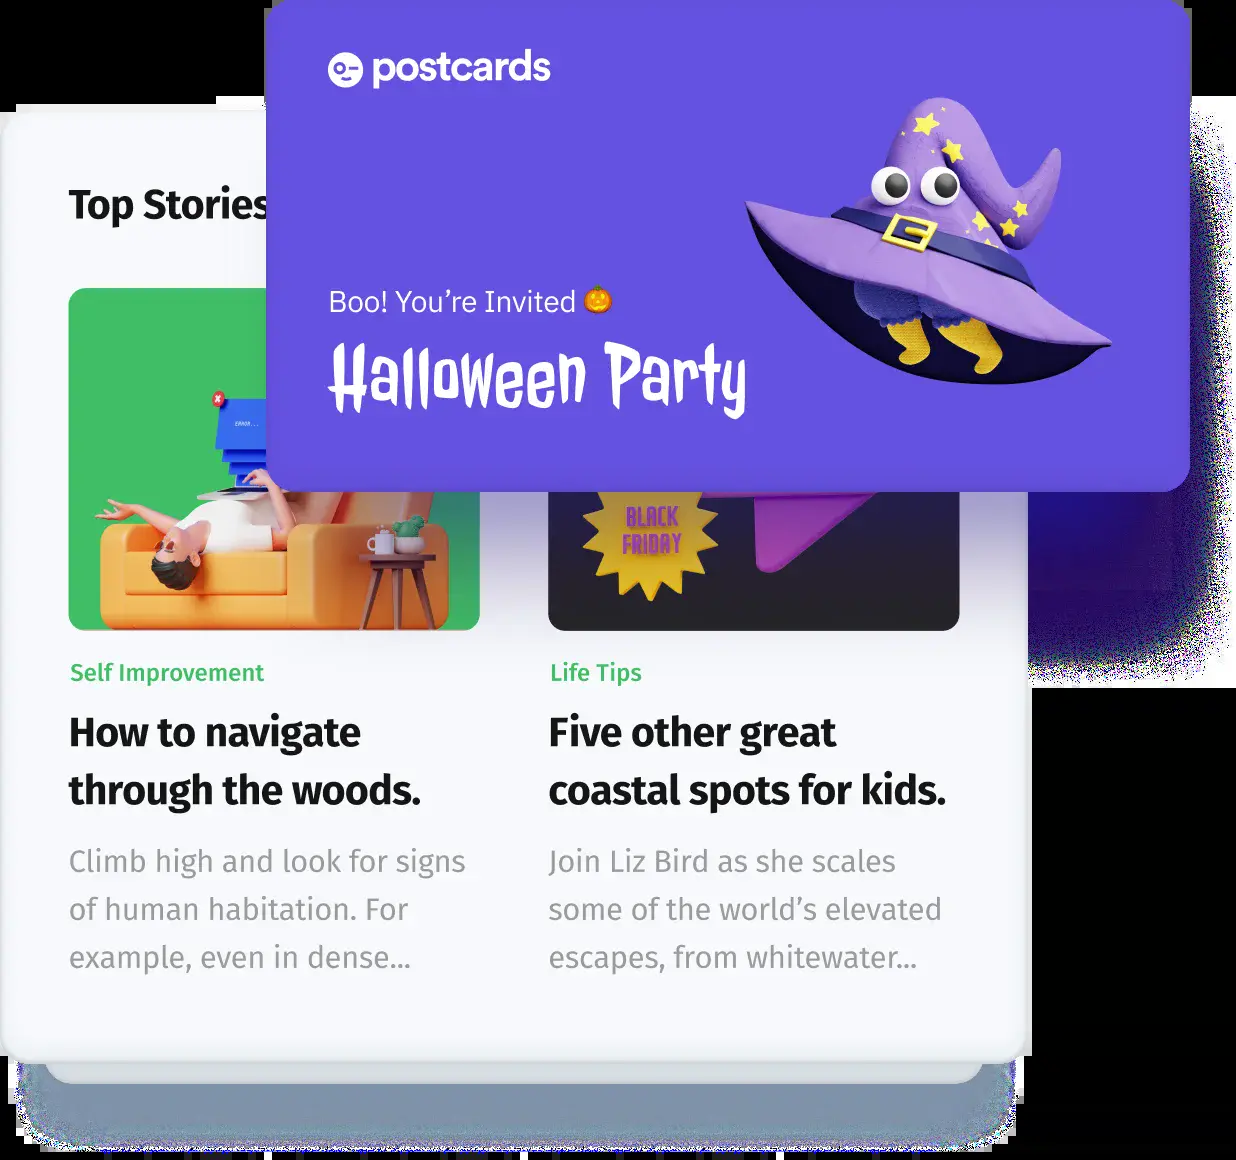 postcards
Top Stories
Boo! You’re Invited 🎃
Halloween Party
ERROR...
BLACK
FRIDAY
Self Improvement
How to navigate
through the woods.
Climb high and look for signs
of human habitation. For
example, even in dense...
Life Tips
Five other great
coastal spots for kids.
Join Liz Bird as she scales
some of the world’s elevated
escapes, from whitewater...